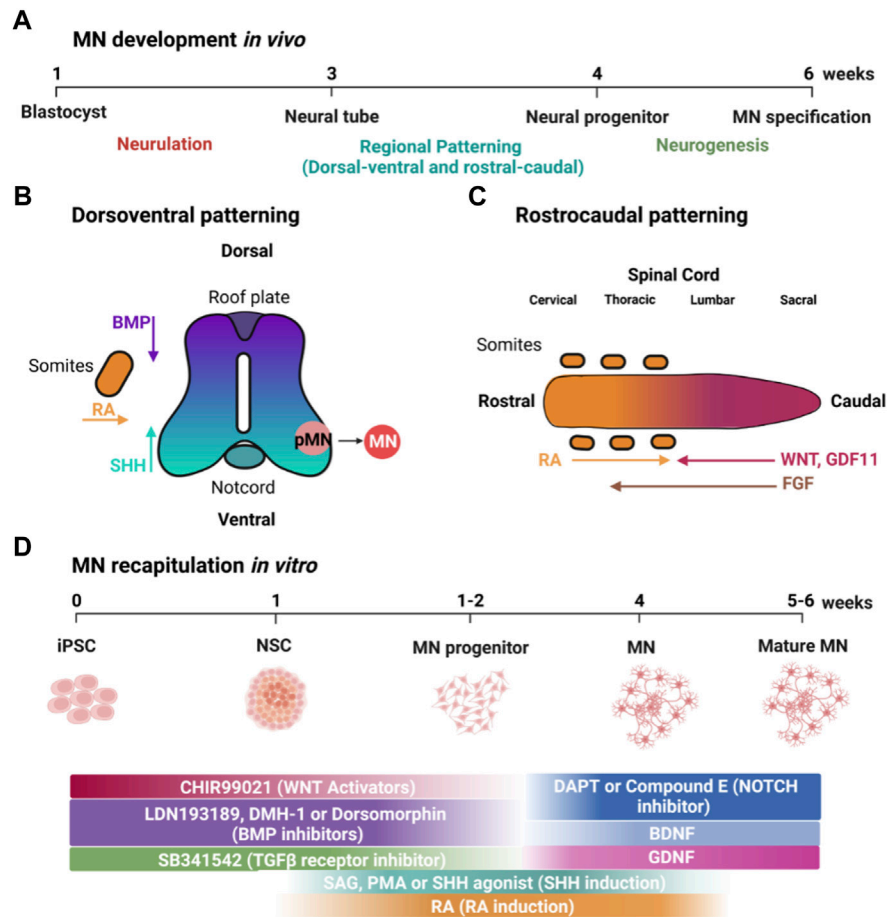 A
MN development in vivo
1 3 4 6 weeks
Blastocyst Neural tube Neural progenitor MN specification
Neurulation Regional Patterning Neurogenesis
(Dorsal-ventral and rostral-caudal)
B
Dorsoventral patterning
Dorsal
Roof plate
BMP
Somites
RA
SHH
pMN MN
Notcord
Ventral
C
Rostrocaudal patterning
Spinal Cord
Cervical Thoracic Lumbar Sacral
Somites
Rostral Caudal
RA WNT, GDF11
FGF
D
MN recapitulation in vitro
0 1 1-2 4 5-6 weeks
iPSC NSC MN progenitor MN Mature MN
CHIR99021 (WNT Activators)
LDN193189, DMH-1 or Dorsomorphin
(BMP inhibitors)
SB341542 (TGFβ receptor inhibitor)
DAPT or Compound E (NOTCH
inhibitor)
BDNF
GDNF
SAG, PMA or SHH agonist (SHH induction)
RA (RA induction)